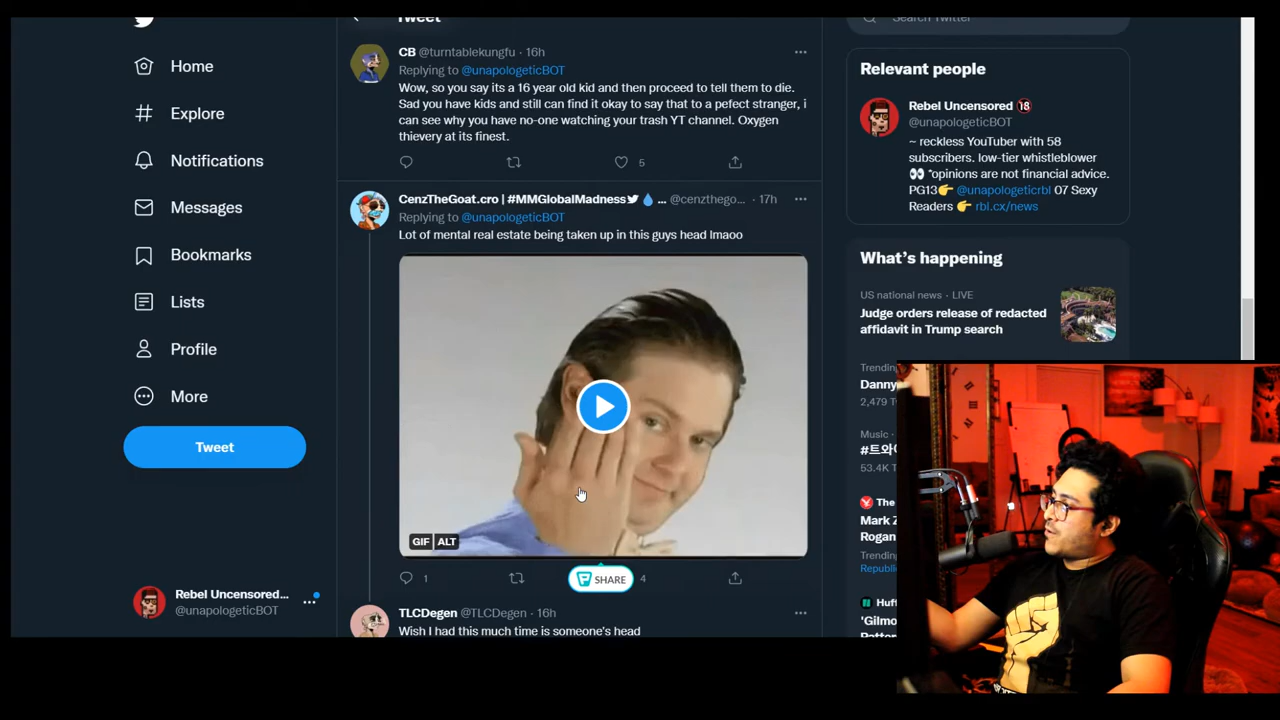 Tweet
Search Twitter
Home
Explore
Notifications
Messages
Bookmarks
Lists
Profile
More
Tweet
Rebel Uncensored...
@unapologeticBOT
CB @turntablekungfu · 16h
Replying to @unapologeticBOT
Wow, so you say its a 16 year old kid and then proceed to tell them to die.
Sad you have kids and still can find it okay to say that to a pefect stranger, i
can see why you have no-one watching your trash YT channel. Oxygen
thievery at its finest.
5
CenzTheGoat.cro | #MMGlobalMadness ... @cenzthego... · 17h
Replying to @unapologeticBOT
Lot of mental real estate being taken up in this guys head lmaoo
GIF ALT
1
SHARE
4
TLCDegen @TLCDegen · 16h
Wish I had this much time is someone's head
Relevant people
Rebel Uncensored 🔞
@unapologeticBOT
~ reckless YouTuber with 58
subscribers. low-tier whistleblower
👀 “opinions are not financial advice.
PG13👉 @unapologeticrbl 07 Sexy
Readers 👉 rbl.cx/news
What's happening
US national news · LIVE
Judge orders release of redacted
affidavit in Trump search
Trending
Danny
2,479 T
Music ·
53.4K T
The
Mark Z
Rogan
Trending
Republic
Huff
'Gilmo